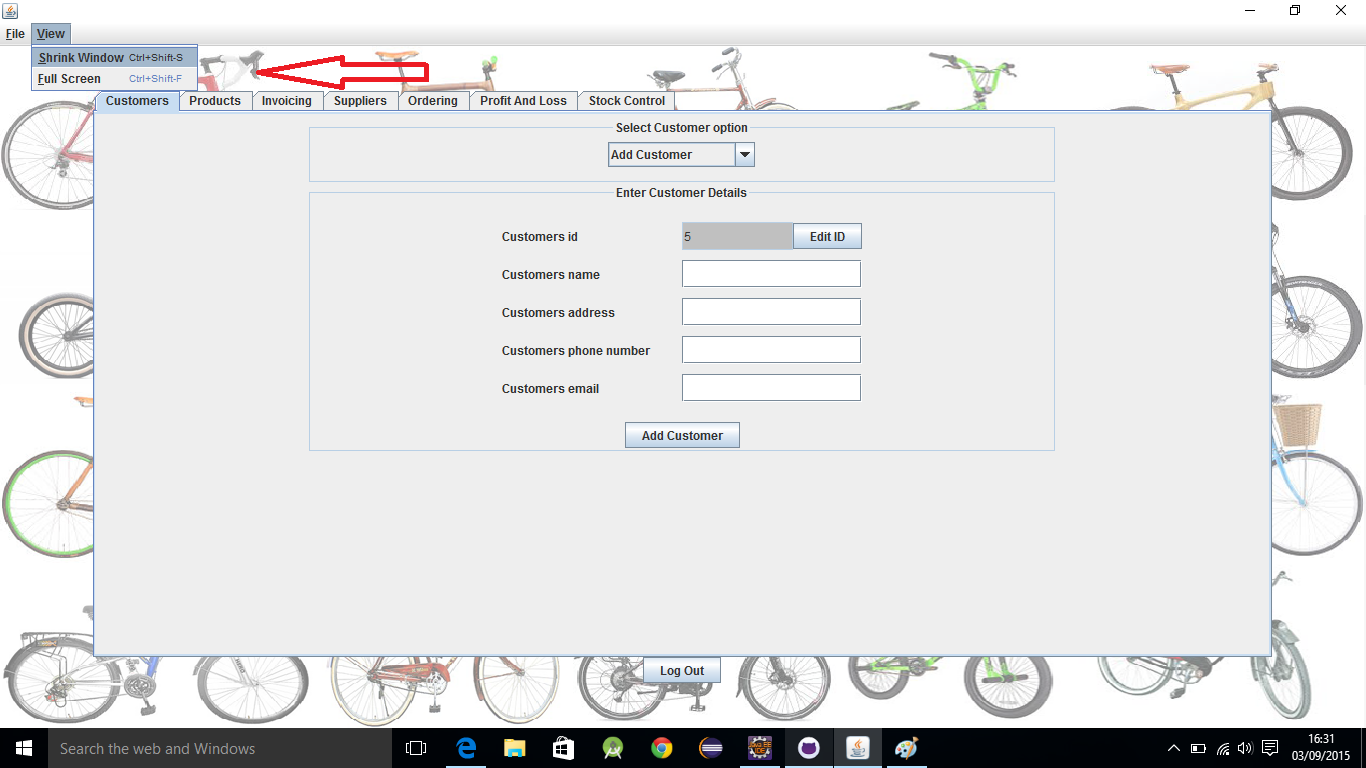 File View
Shrink Window Ctrl+Shift-S
Full Screen Ctrl+Shift-F
Customers Products Invoicing Suppliers Ordering Profit And Loss Stock Control
Select Customer option
Add Customer
Enter Customer Details
Customers id 5 Edit ID
Customers name
Customers address
Customers phone number
Customers email
Add Customer
Log Out
Search the web and Windows
16:31
03/09/2015